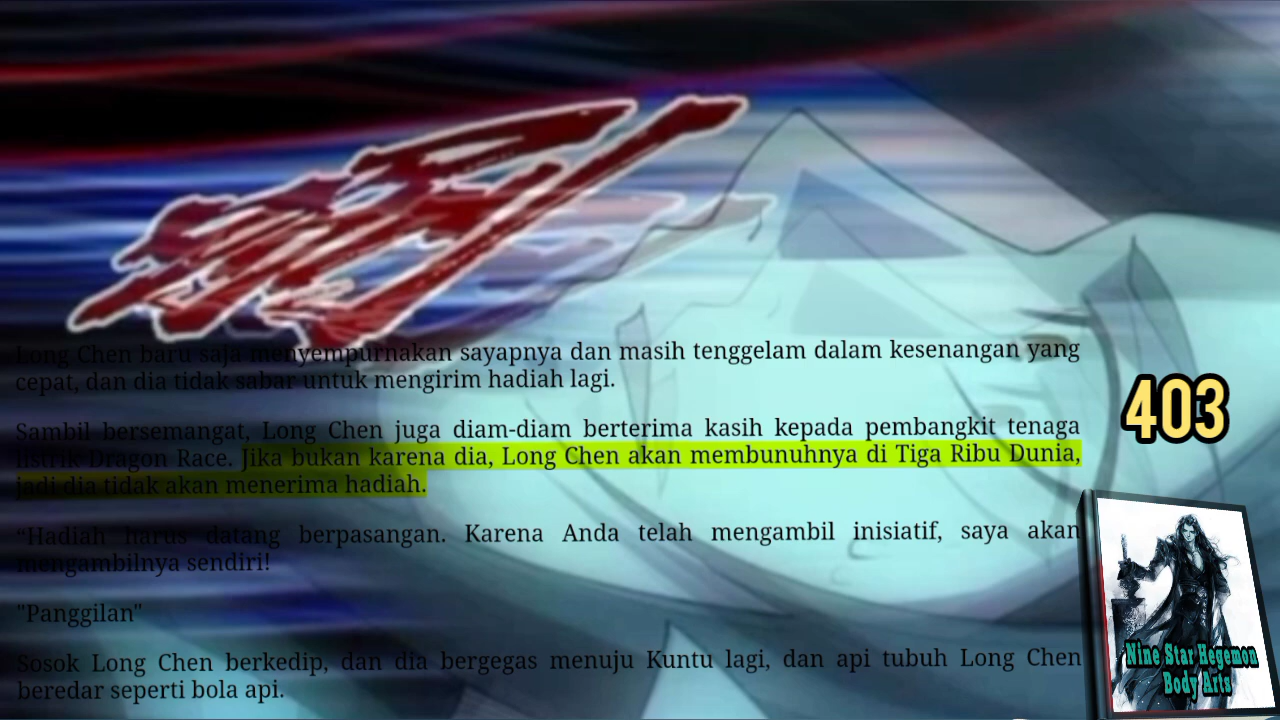 Long Chen baru saja menyempurnakan sayapnya dan masih tenggelam dalam kesenangan yang
cepat, dan dia tidak sabar untuk mengirim hadiah lagi.
Sambil bersemangat, Long Chen juga diam-diam berterima kasih kepada pembangkit tenaga
listrik Dragon Race. Jika bukan karena dia, Long Chen akan membunuhnya di Tiga Ribu Dunia,
jadi dia tidak akan menerima hadiah.
“Hadiah harus datang berpasangan. Karena Anda telah mengambil inisiatif, saya akan
mengambilnya sendiri!
"Panggilan"
Sosok Long Chen berkedip, dan dia bergegas menuju Kuntu lagi, dan api tubuh Long Chen
beredar seperti bola api.
403
Nine Star Hegemon
Body Arts